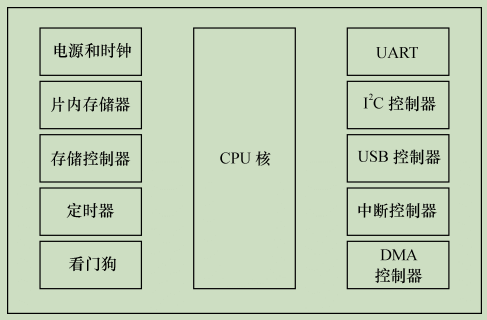 电源和时钟
片内存储器
存储控制器
定时器
看门狗
CPU 核
UART
I²C 控制器
USB 控制器
中断控制器
DMA
控制器